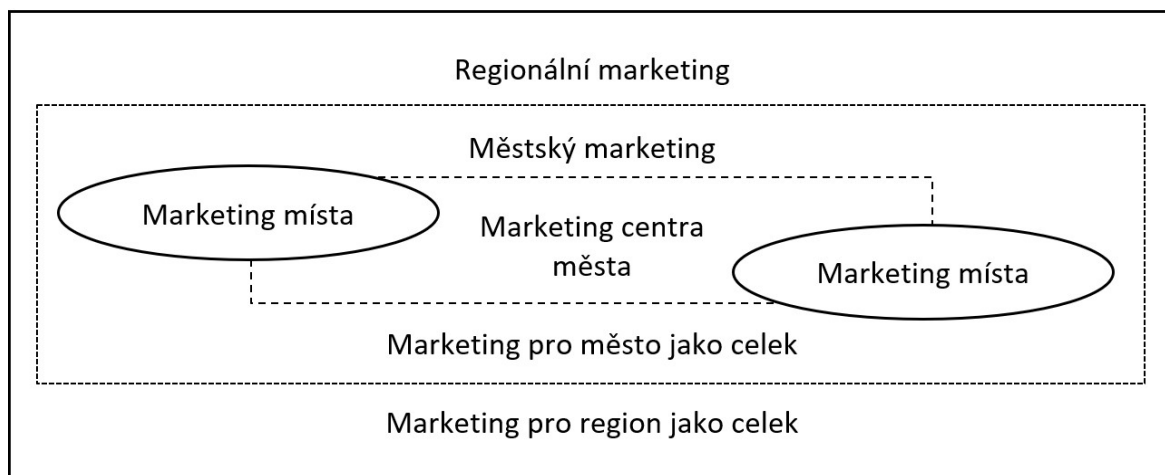 Regionální marketing
Městský marketing
Marketing místa
Marketing centra
města
Marketing místa
Marketing pro město jako celek
Marketing pro region jako celek